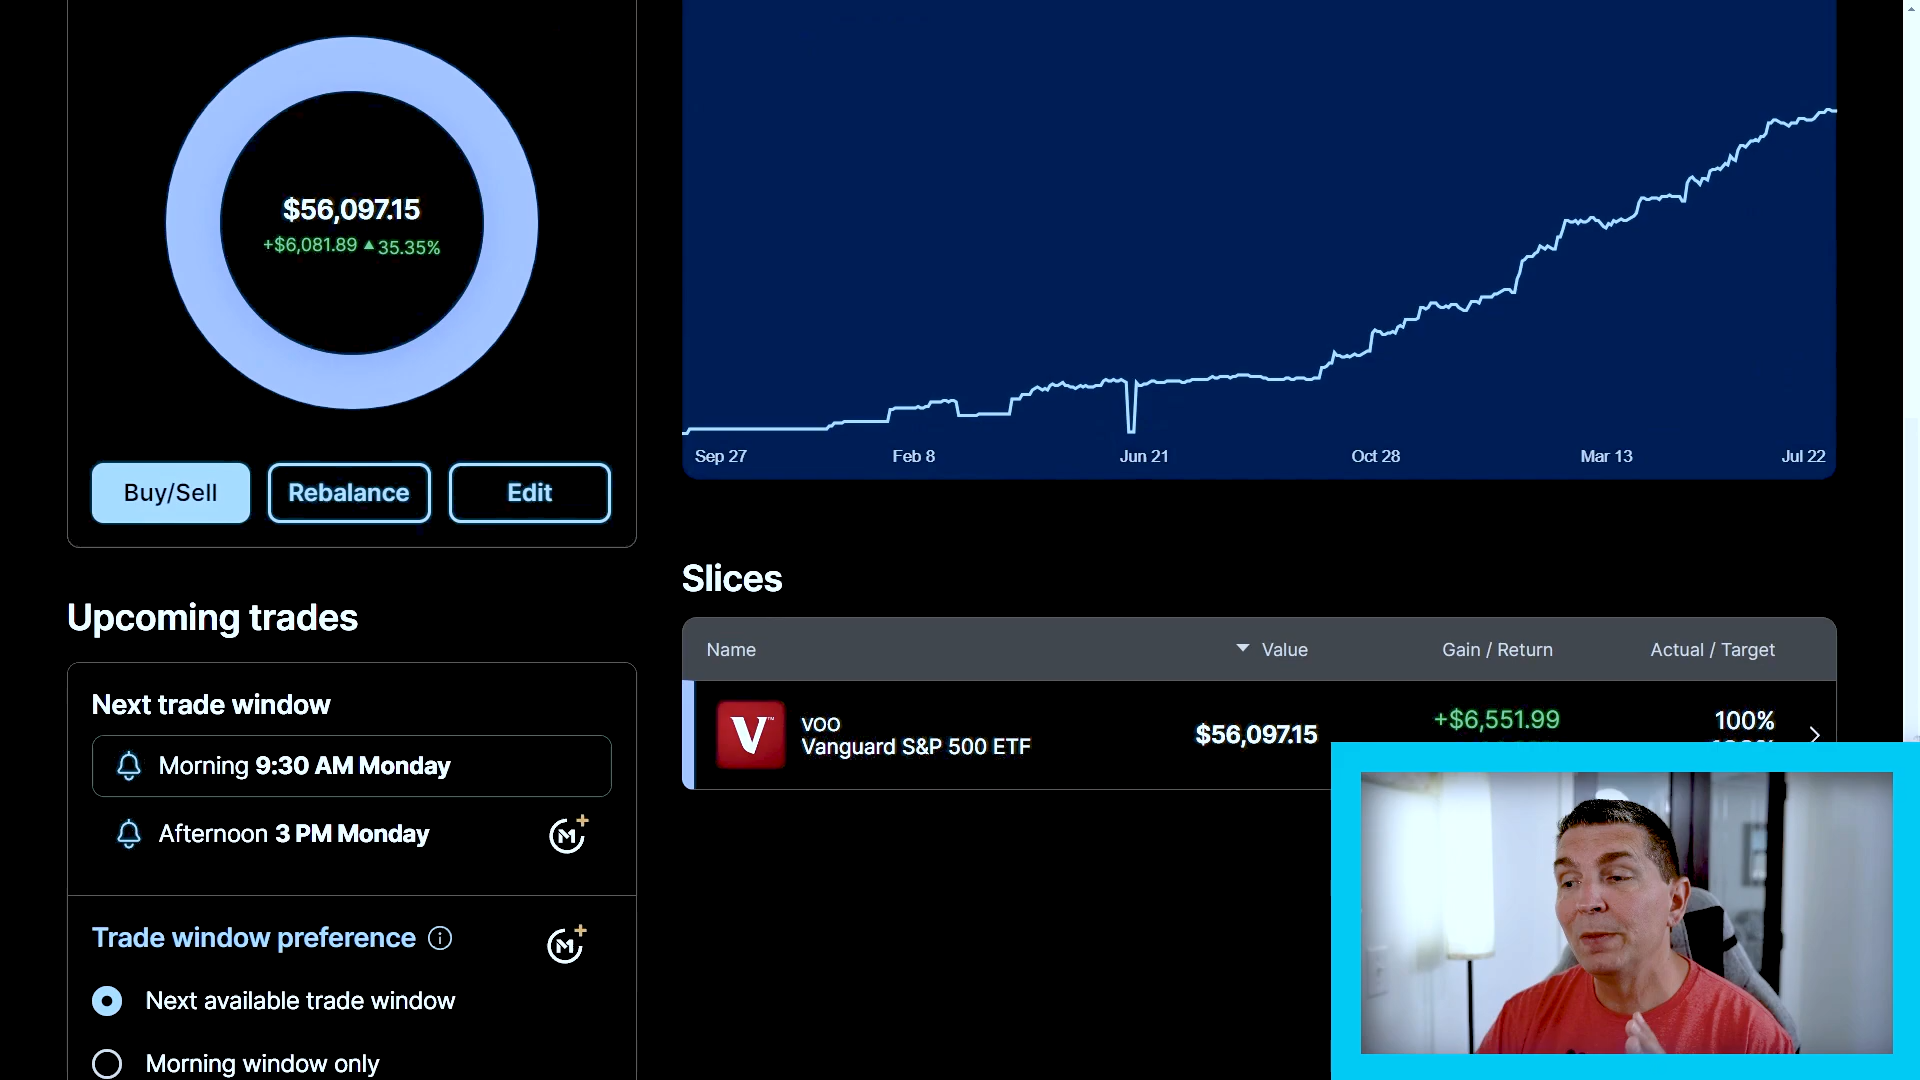 $56,097.15
+$6,081.89 ▲ 35.35%
Buy/Sell
Rebalance
Edit
Upcoming trades
Next trade window
Morning 9:30 AM Monday
Afternoon 3 PM Monday
Trade window preference
Next available trade window
Morning window only
Sep 27
Feb 8
Jun 21
Oct 28
Mar 13
Jul 22
Slices
Name
Value
Gain / Return
Actual / Target
VOO
Vanguard S&P 500 ETF
$56,097.15
+$6,551.99
100%